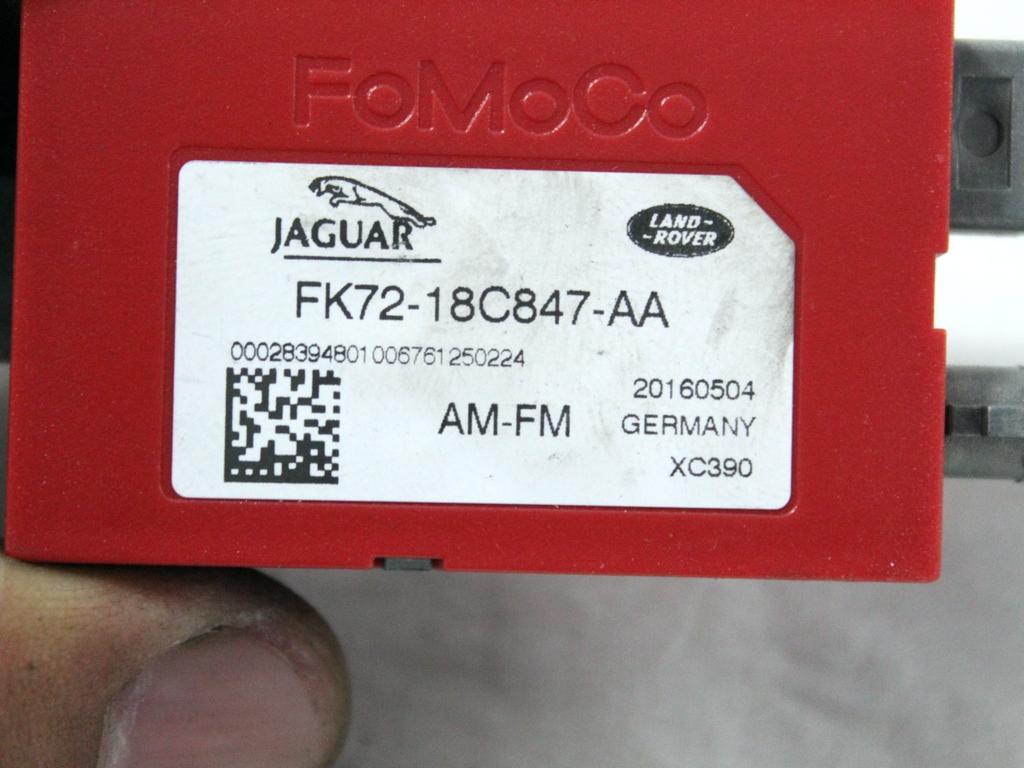 FoMoCo
JAGUAR
LAND-
-ROVER
FK72-18C847-AA
00028394801006761250224
20160504
AM-FM
GERMANY
XC390